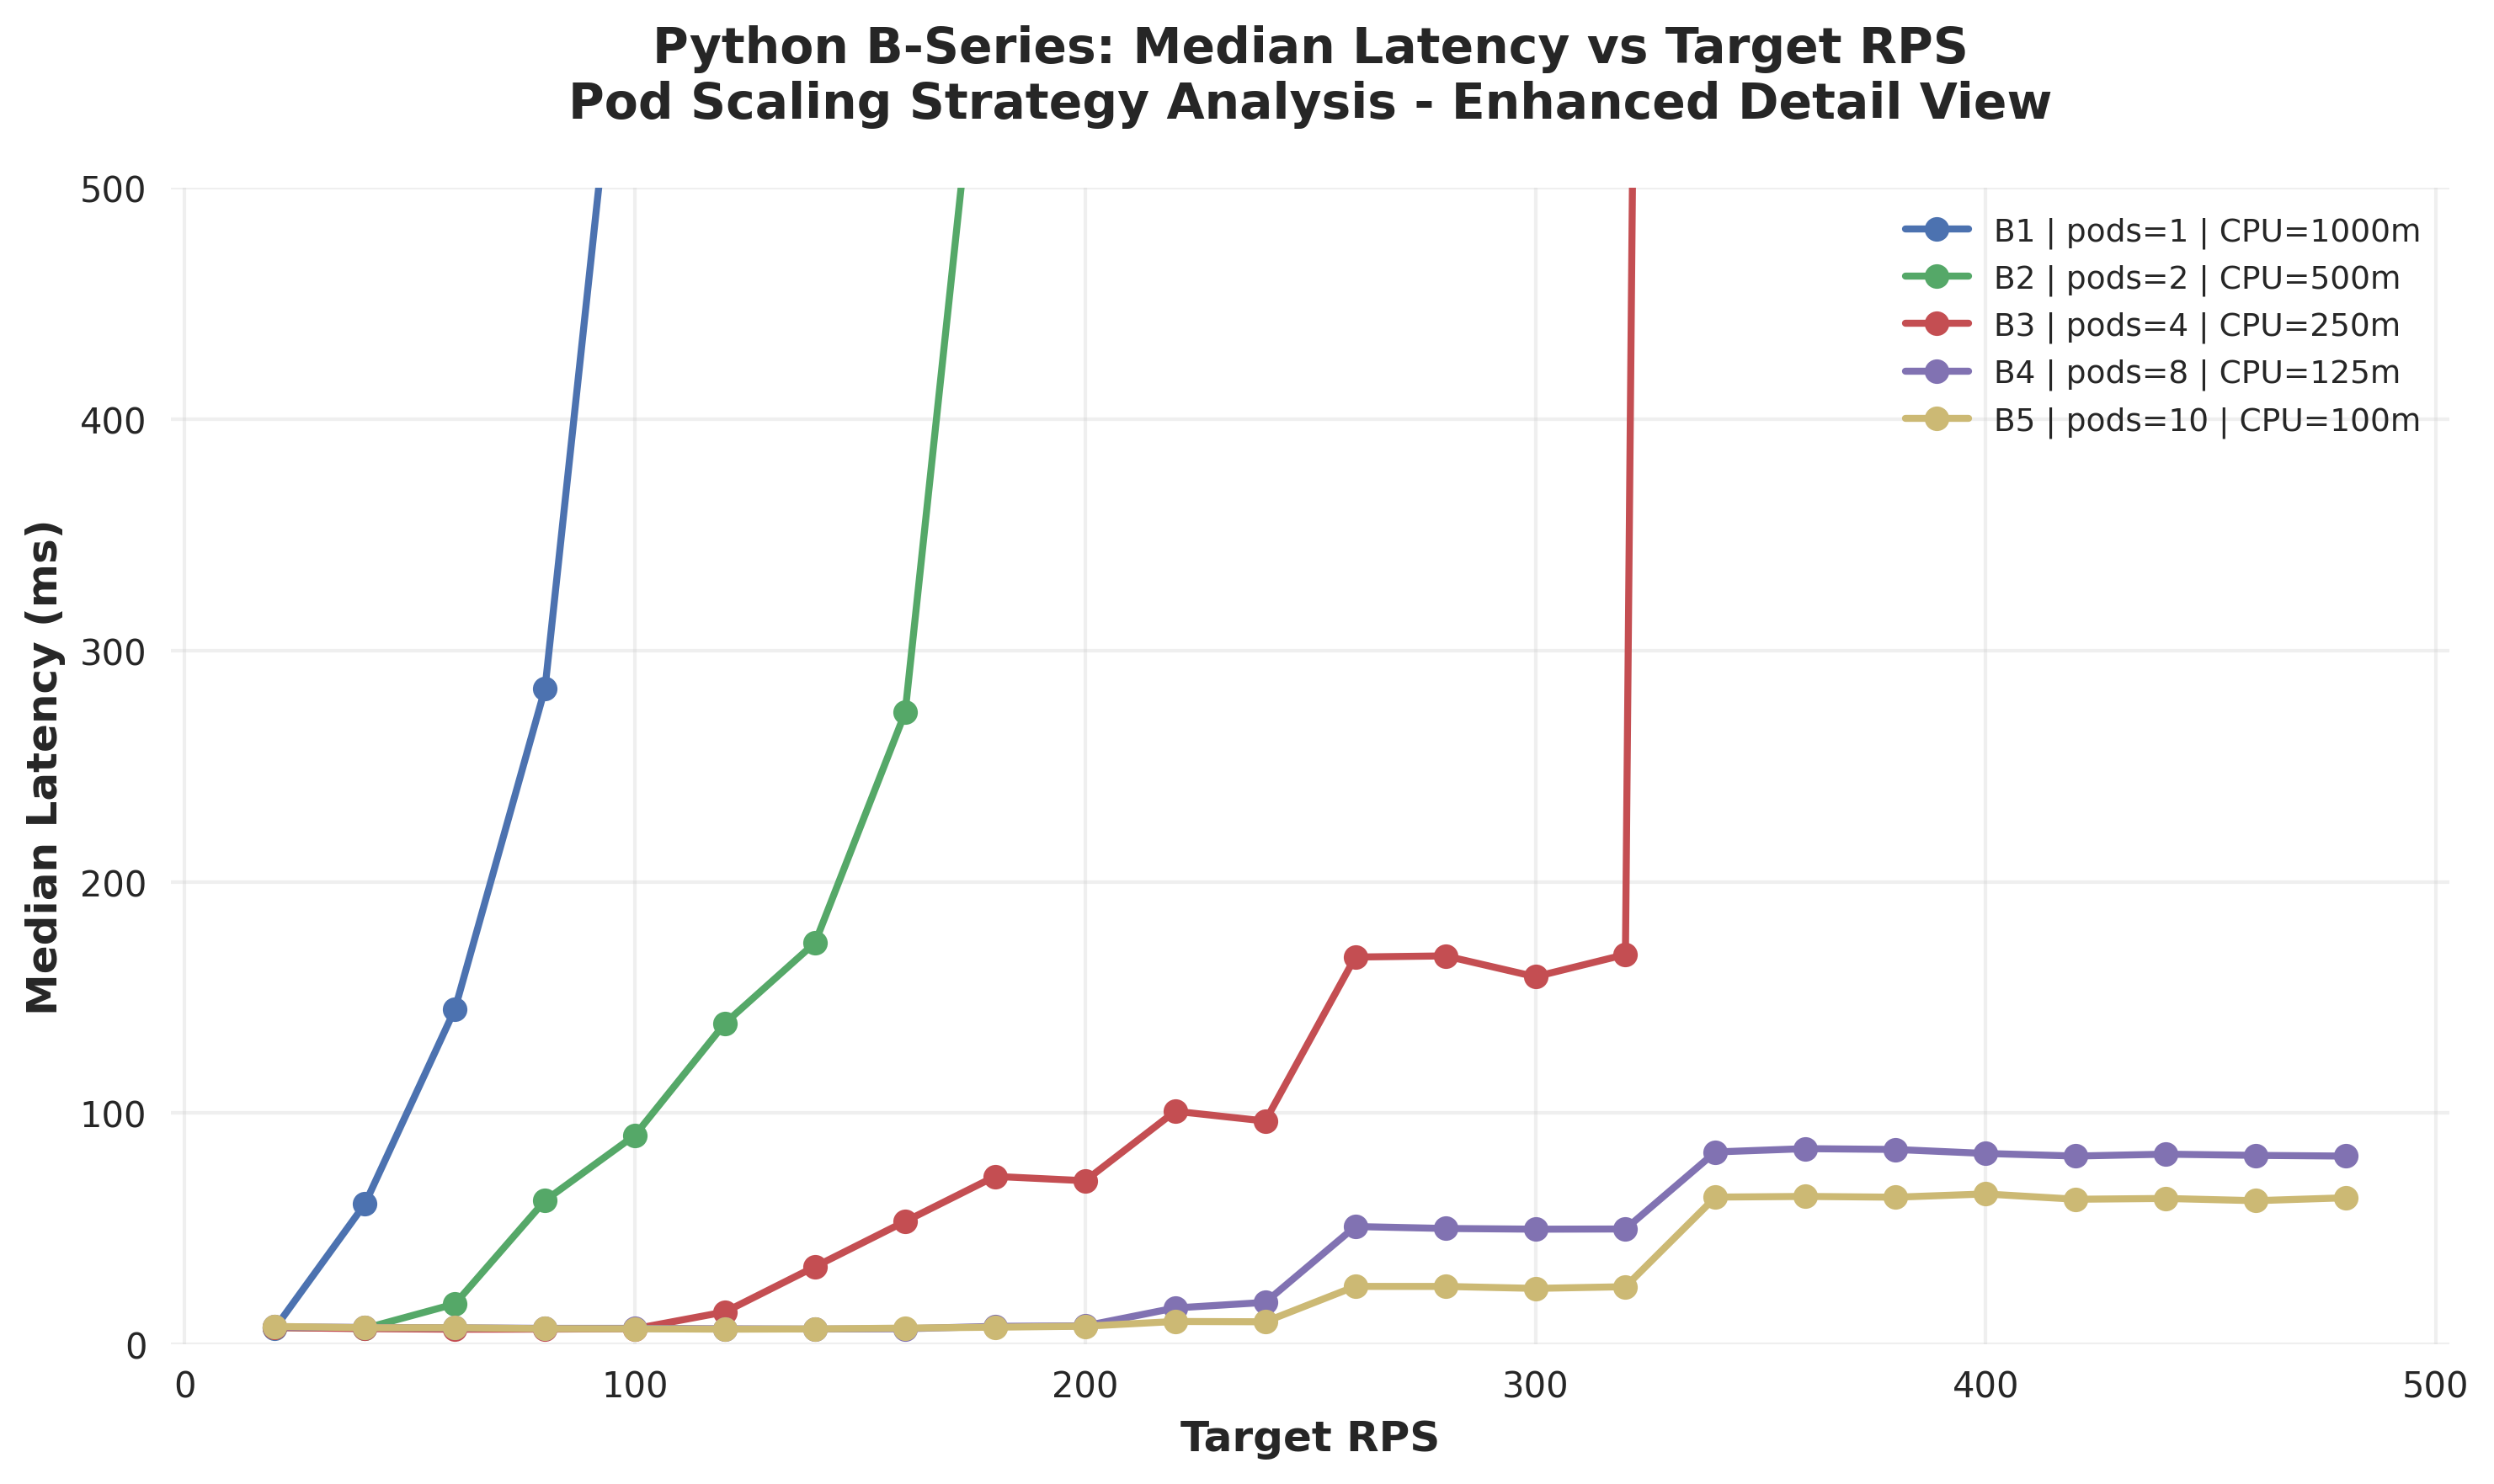 Python B-Series: Median Latency vs Target RPS
Pod Scaling Strategy Analysis - Enhanced Detail View
500
400
300
200
100
0
Median Latency (ms)
B1 | pods=1 | CPU=1000m
B2 | pods=2 | CPU=500m
B3 | pods=4 | CPU=250m
B4 | pods=8 | CPU=125m
B5 | pods=10 | CPU=100m
0 100 200 300 400 500
Target RPS